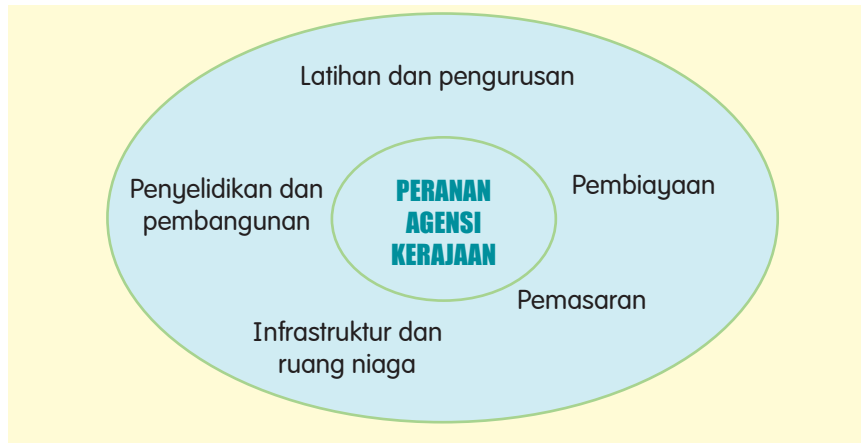 Latihan dan pengurusan
Penyelidikan dan
pembangunan
PERANAN
AGENSI
KERAJAAN
Pembiayaan
Pemasaran
Infrastruktur dan
ruang niaga